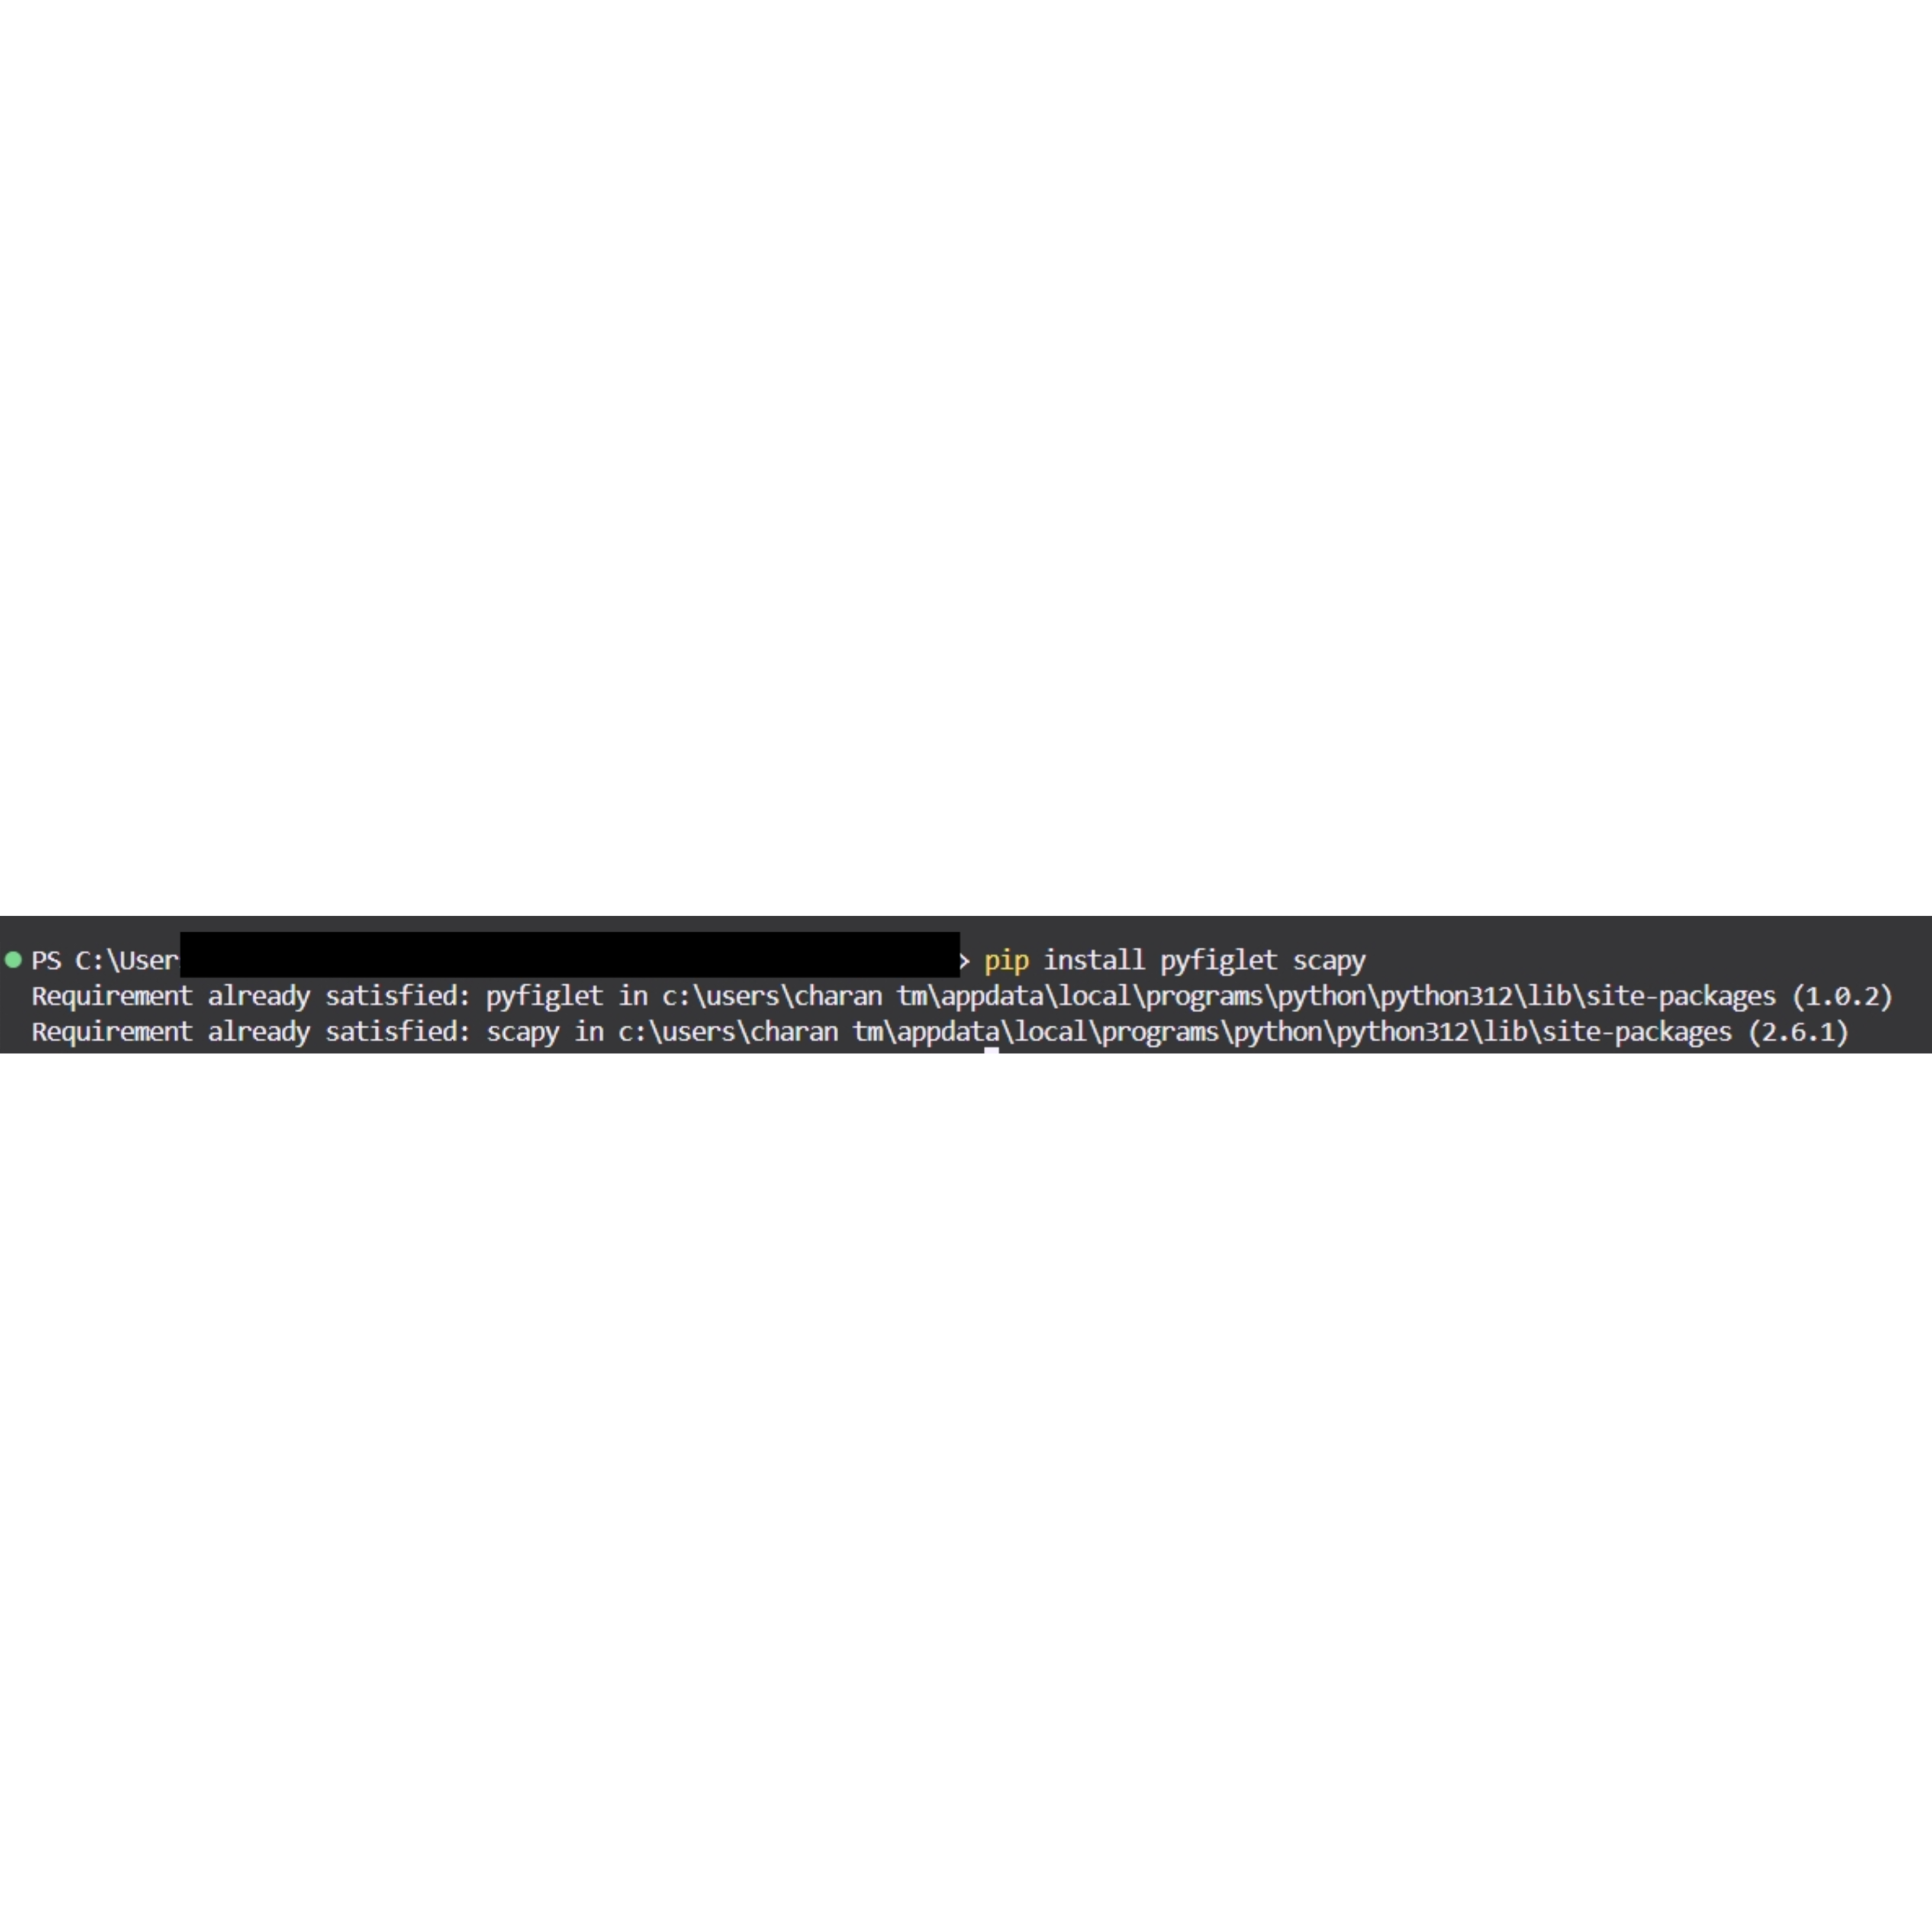 PS C:\User > pip install pyfiglet scapy
Requirement already satisfied: pyfiglet in c:\users\charan tm\appdata\local\programs\python\python312\lib\site-packages (1.0.2)
Requirement already satisfied: scapy in c:\users\charan tm\appdata\local\programs\python\python312\lib\site-packages (2.6.1)